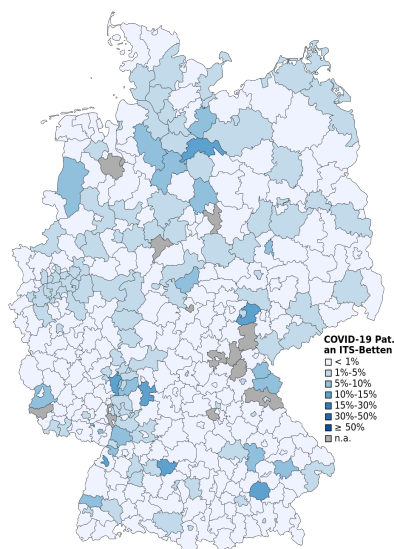 COVID-19 Pat.
an ITS-Betten
< 1%
1%-5%
5%-10%
10%-15%
15%-30%
30%-50%
≥ 50%
n.a.